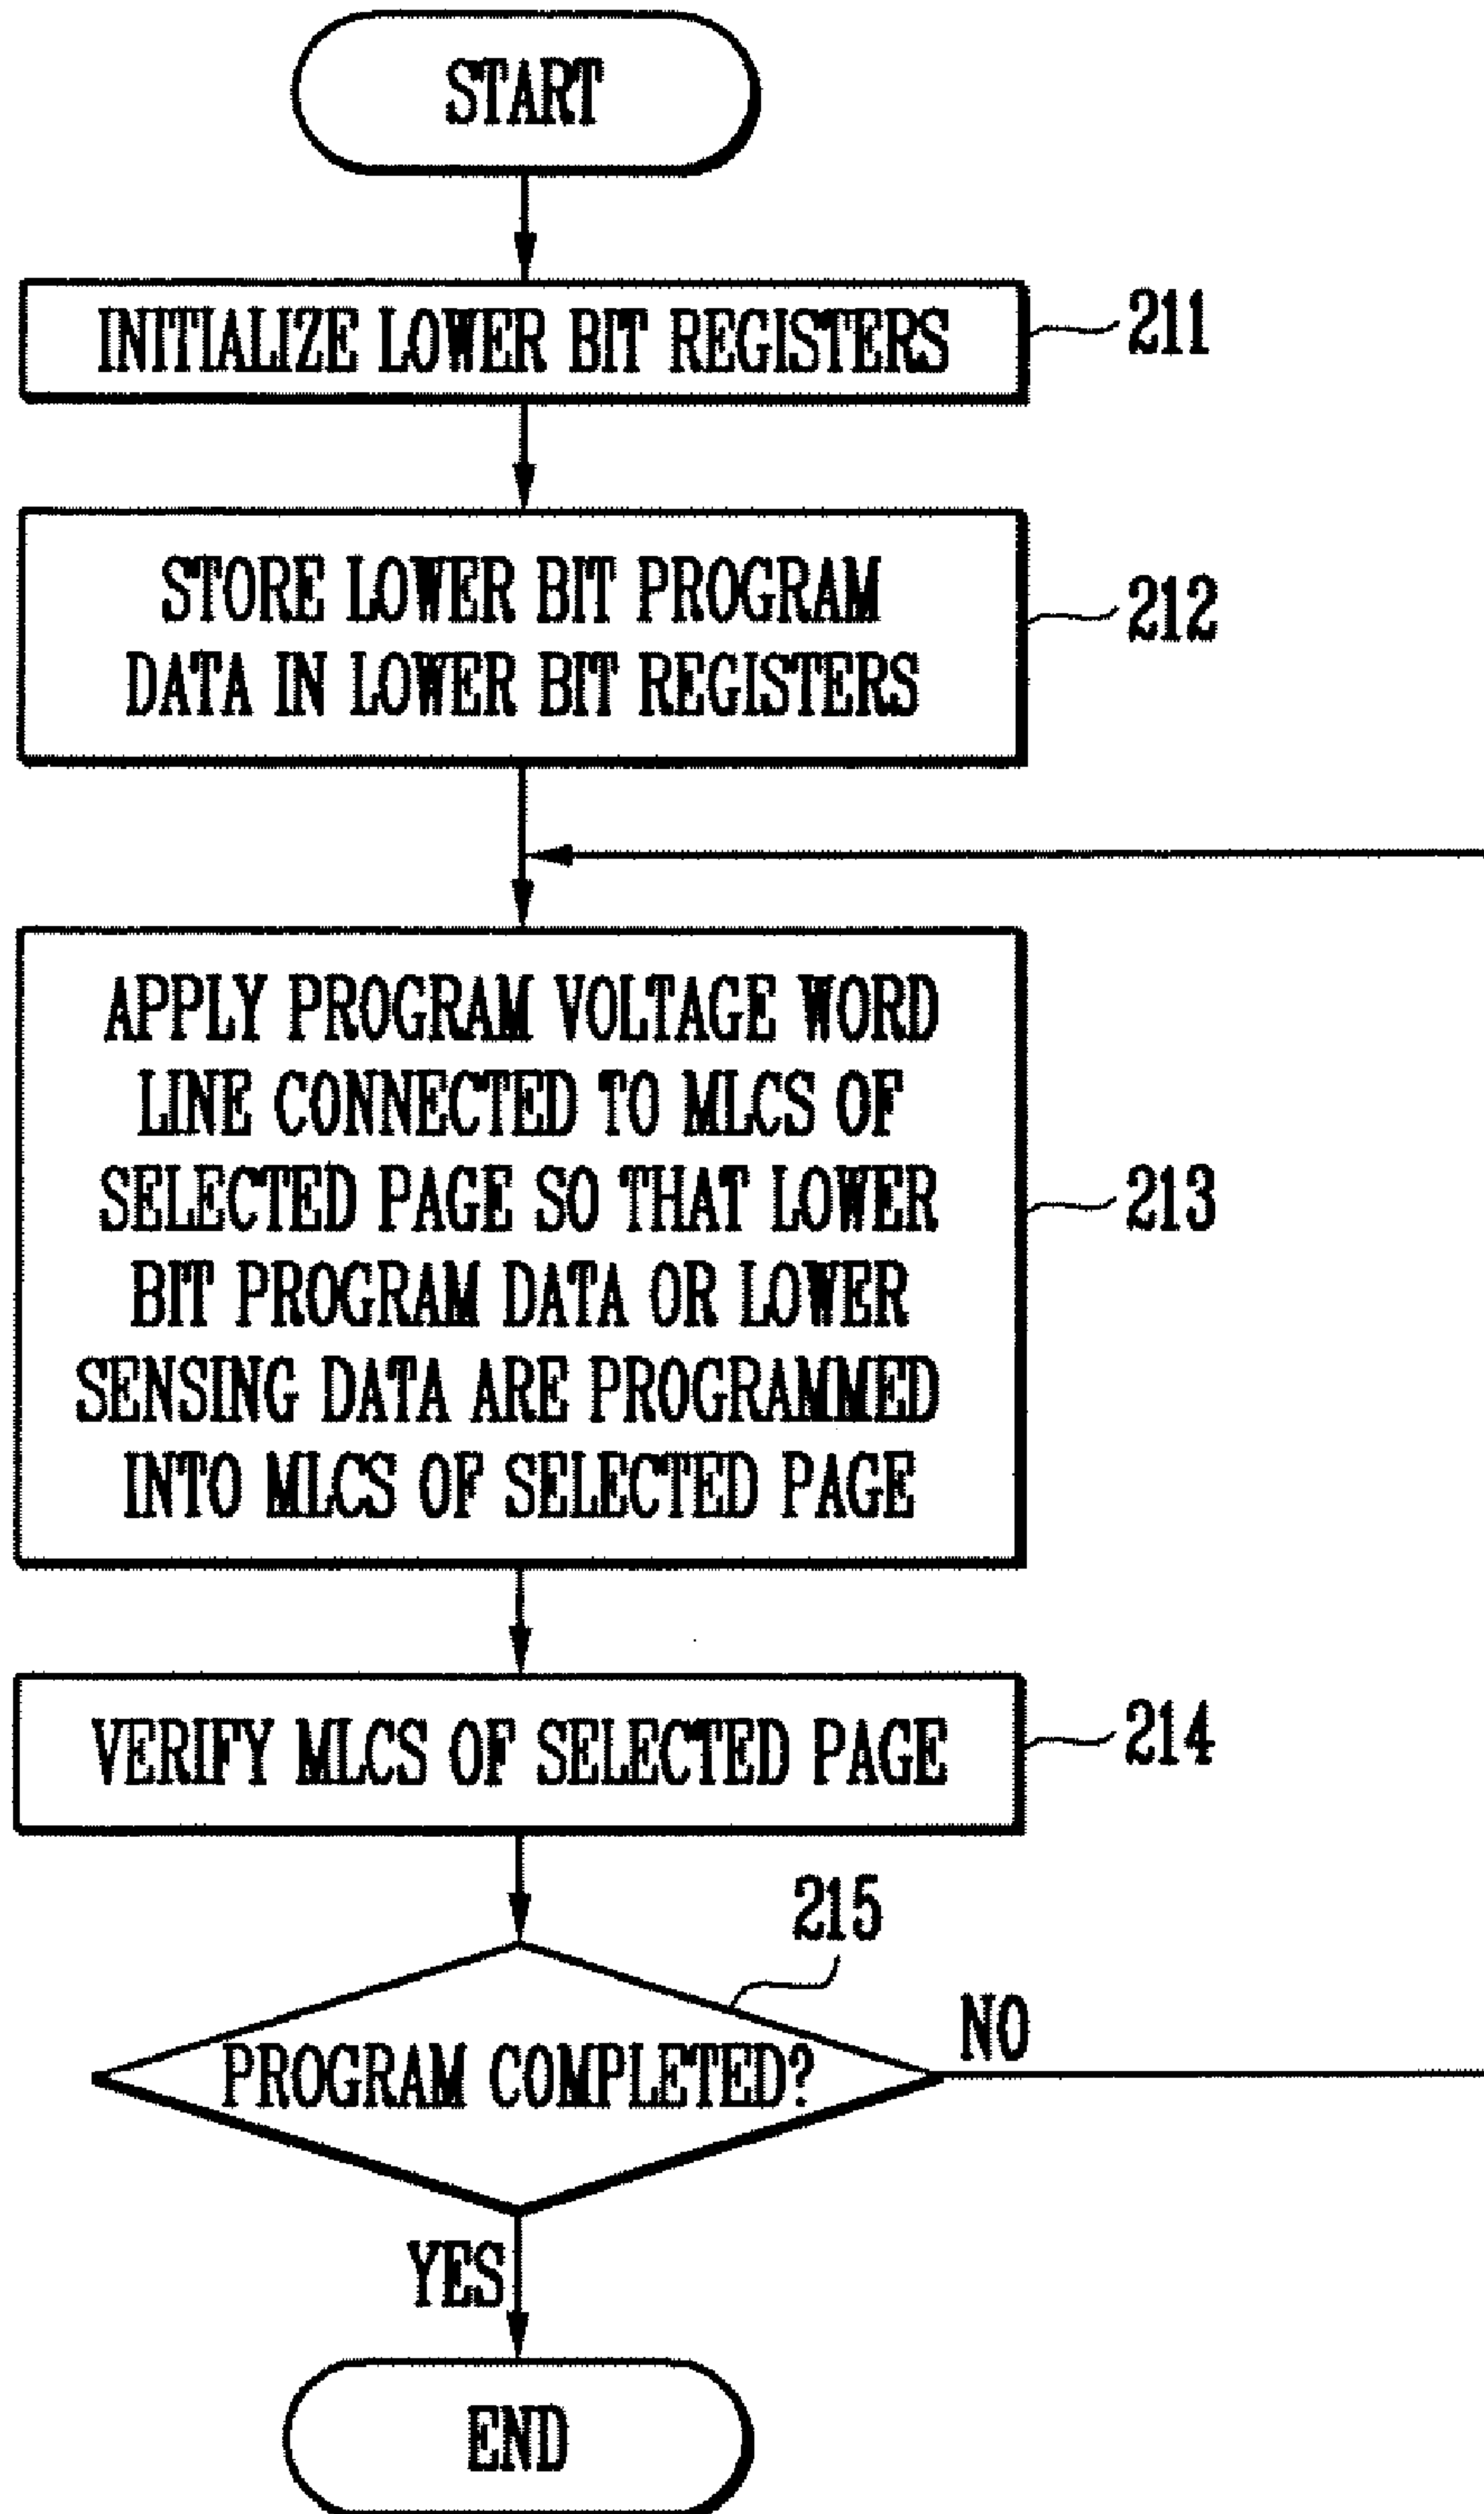 START
INITIALIZE LOWER BIT REGISTERS
211
STORE LOWER BIT PROGRAM
DATA IN LOWER BIT REGISTERS
212
APPLY PROGRAM VOLTAGE WORD
LINE CONNECTED TO MLCS OF
SELECTED PAGE SO THAT LOWER
BIT PROGRAM DATA OR LOWER
SENSING DATA ARE PROGRAMMED
INTO MLCS OF SELECTED PAGE
213
VERIFY MLCS OF SELECTED PAGE
214
215
PROGRAM COMPLETED?
NO
YES
END